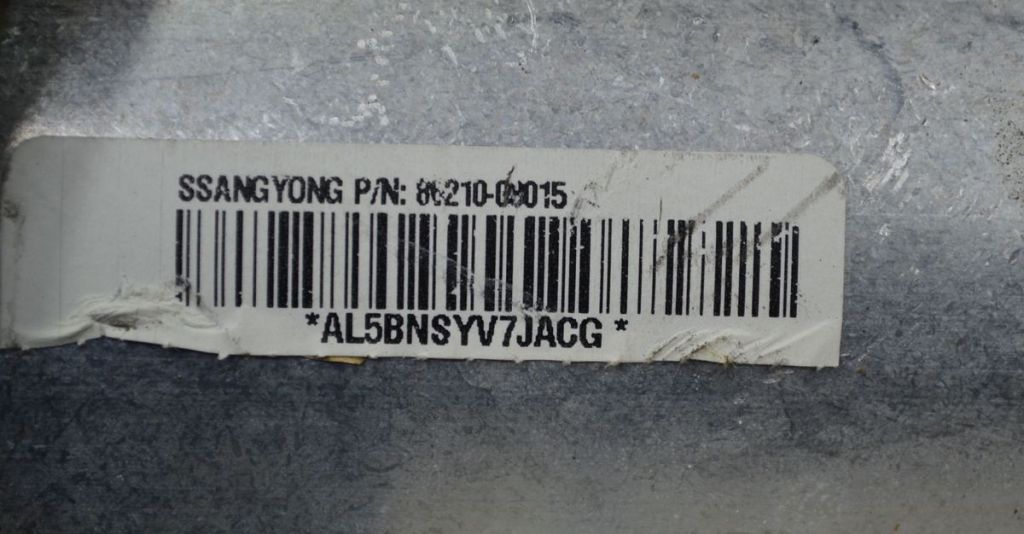 SSANGYONG P/N:
*AL5BNSYV7JACG *